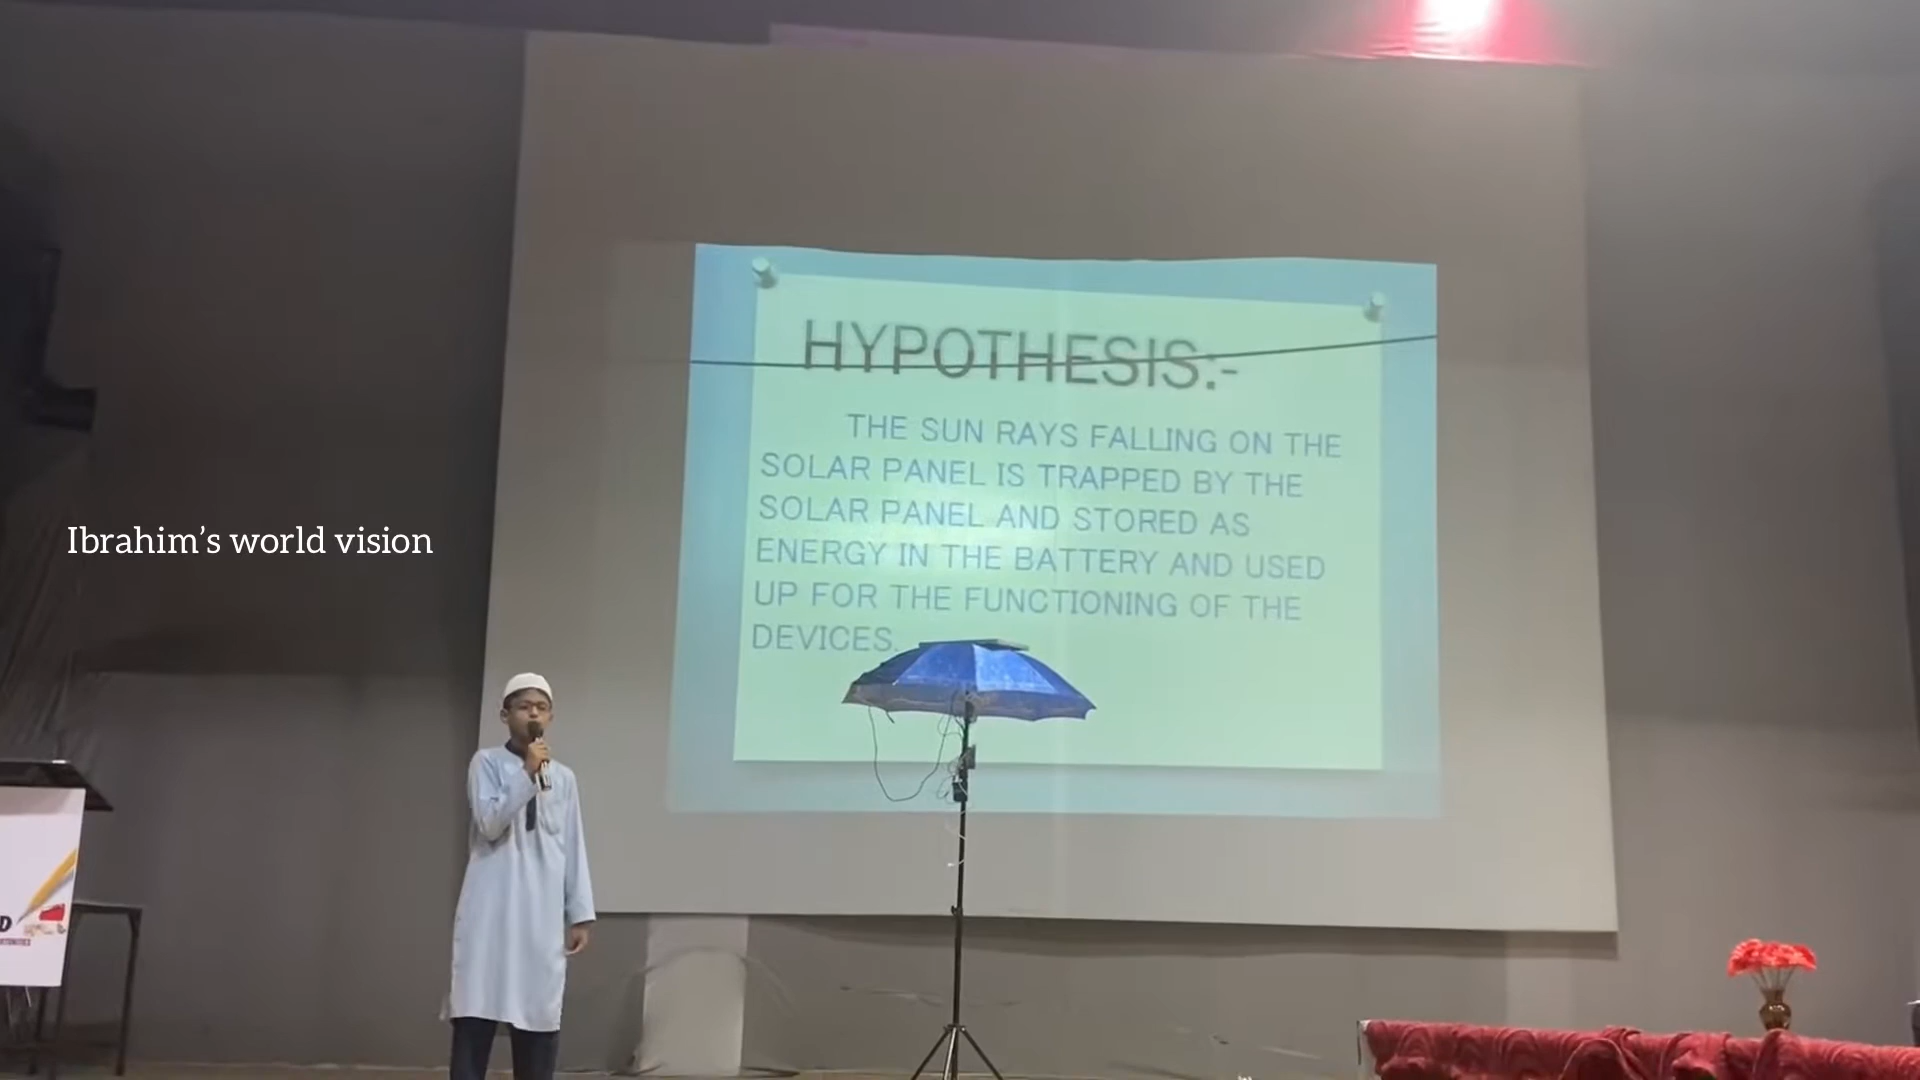 HYPOTHESIS:-
THE SUN RAYS FALLING ON THE
SOLAR PANEL IS TRAPPED BY THE
SOLAR PANEL AND STORED AS
ENERGY IN THE BATTERY AND USED
UP FOR THE FUNCTIONING OF THE
DEVICES.
Ibrahim’s world vision